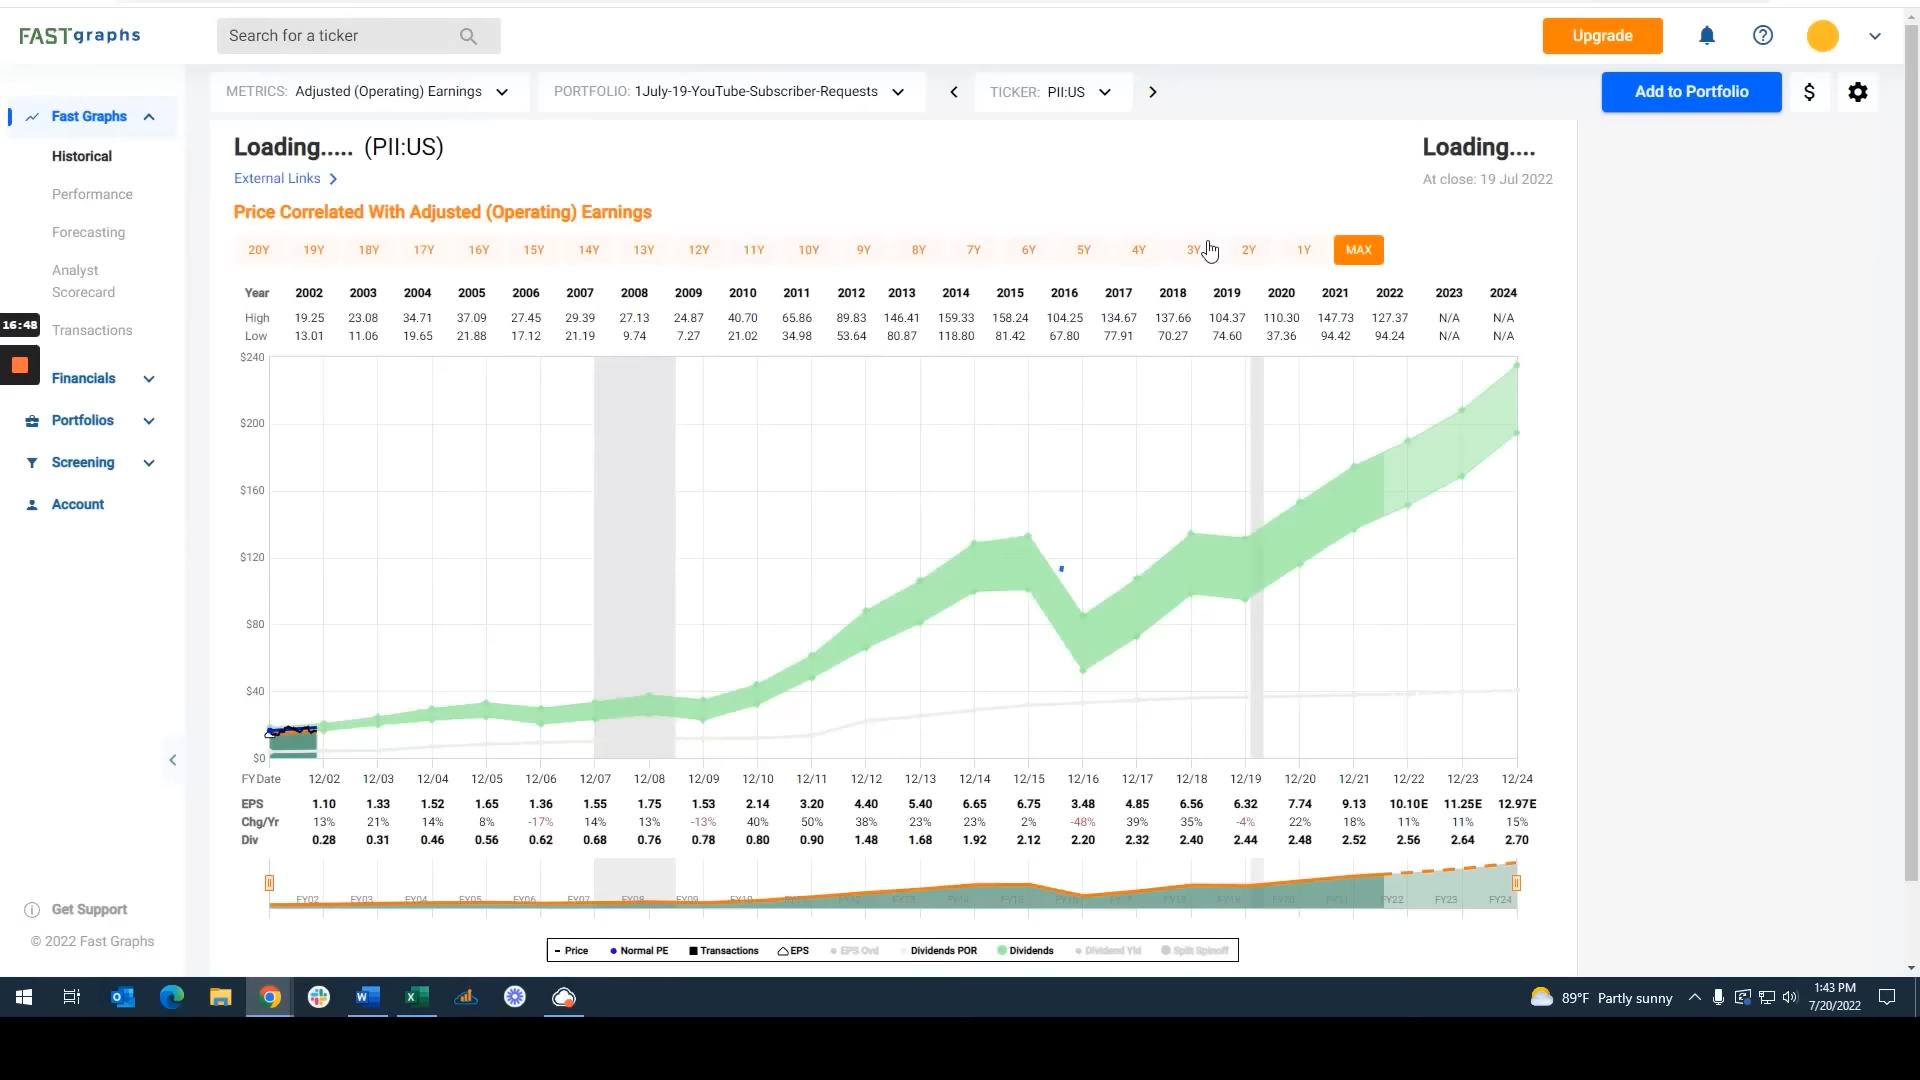 FASTgraphs
Search for a ticker
Upgrade
METRICS: Adjusted (Operating) Earnings
PORTFOLIO: 1July-19-YouTube-Subscriber-Requests
TICKER: PII:US
Add to Portfolio
$
Fast Graphs
Historical
Performance
Forecasting
Analyst
Scorecard
Transactions
16:48
Financials
Portfolios
Screening
Account
Get Support
© 2022 Fast Graphs
Loading..... (PII:US)
Loading....
External Links
At close: 19 Jul 2022
Price Correlated With Adjusted (Operating) Earnings
20Y 19Y 18Y 17Y 16Y 15Y 14Y 13Y 12Y 11Y 10Y 9Y 8Y 7Y 6Y 5Y 4Y 3Y 2Y 1Y MAX
Year 2002 2003 2004 2005 2006 2007 2008 2009 2010 2011 2012 2013 2014 2015 2016 2017 2018 2019 2020 2021 2022 2023 2024
High 19.25 23.08 34.71 37.09 27.45 29.39 27.13 24.87 40.70 65.86 89.83 146.41 159.33 158.24 104.25 134.67 137.66 104.37 110.30 147.73 127.37 N/A N/A
Low 13.01 11.06 19.65 21.88 17.12 21.19 9.74 7.27 21.02 34.98 53.64 80.87 118.80 81.42 67.80 77.91 70.27 74.60 37.36 94.42 94.24 N/A N/A
$240
$200
$160
$120
$80
$40
$0
FYDate 12/02 12/03 12/04 12/05 12/06 12/07 12/08 12/09 12/10 12/11 12/12 12/13 12/14 12/15 12/16 12/17 12/18 12/19 12/20 12/21 12/22 12/23 12/24
EPS 1.10 1.33 1.52 1.65 1.36 1.55 1.75 1.53 2.14 3.20 4.40 5.40 6.65 6.75 3.48 4.85 6.56 6.32 7.74 9.13 10.10E 11.25E 12.97E
Chg/Yr 13% 21% 14% 8% -17% 14% 13% -13% 40% 50% 38% 23% 23% 2% -48% 39% 35% -4% 22% 18% 11% 11% 15%
Div 0.28 0.31 0.46 0.56 0.62 0.68 0.76 0.78 0.80 0.90 1.48 1.68 1.92 2.12 2.20 2.32 2.40 2.44 2.48 2.52 2.56 2.64 2.70
FY02 FY03 FY04 FY05 FY06 FY07 FY08 FY09 FY10 FY23 FY24
Price Normal PE Transactions EPS EPS Ovd Dividends POR Dividends Dividend Yld Split Spinoff
89°F Partly sunny
1:43 PM
7/20/2022